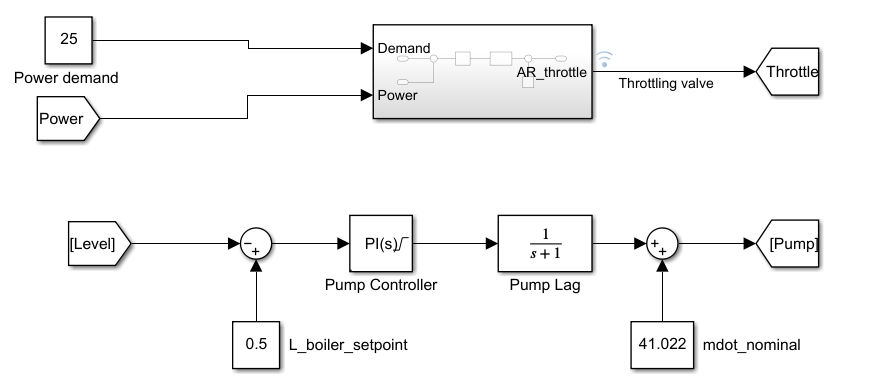 25
Power demand
Power
Demand
Power
AR_throttle
Throttling valve
Throttle
[Level]
−
+
PI(s)
Pump Controller
1
s + 1
Pump Lag
+
+
[Pump]
0.5
L_boiler_setpoint
41.022
mdot_nominal